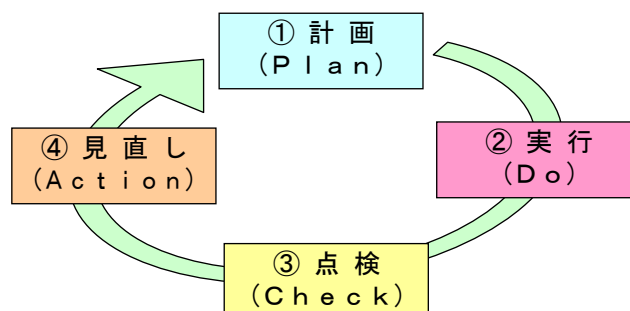 ① 計 画
(Ｐｌａｎ)
② 実 行
(Ｄｏ)
③ 点 検
(Ｃｈｅｃｋ)
④ 見 直 し
(Ａｃｔｉｏｎ)